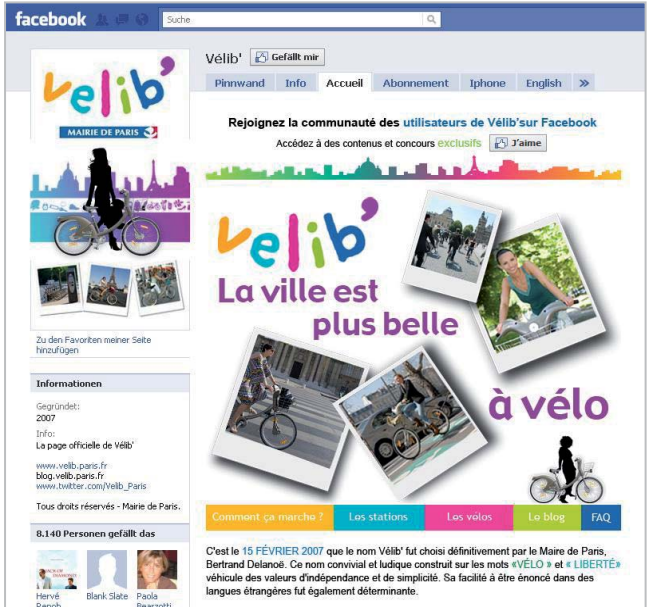 facebook
Suche
velib'
MAIRIE DE PARIS
Zu den Favoriten meiner Seite
hinzufügen
Informationen
Gegründet:
2007
Info:
La page officielle de Vélib'
www.velib.paris.fr
blog.velib.paris.fr
www.twitter.com/Velib_Paris
Tous droits réservés - Mairie de Paris.
8.140 Personen gefällt das
Hervé
Blank Slate
Paola
Vélib' Gefällt mir
Pinnwand Info Accueil Abonnement Iphone English »
Rejoignez la communauté des utilisateurs de Vélib'sur Facebook
Accédez à des contenus et concours exclusifs J'aime
velib'
La ville est
plus belle
à vélo
Comment ça marche ? Les stations Les vélos Le blog FAQ
C'est le 15 FÉVRIER 2007 que le nom Vélib' fut choisi définitivement par le Maire de Paris,
Bertrand Delanoë. Ce nom convivial et ludique construit sur les mots «VÉLO » et « LIBERTÉ»
véhicule des valeurs d'indépendance et de simplicité. Sa facilité à être énoncé dans des
langues étrangères fut également déterminante.